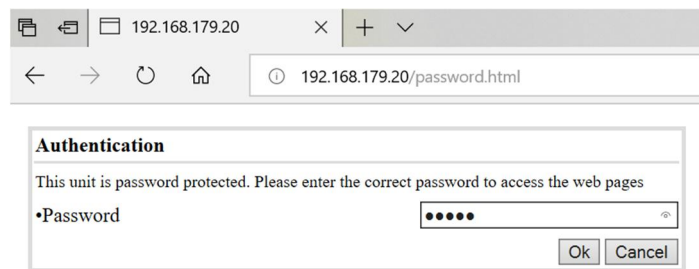 192.168.179.20
192.168.179.20/password.html
Authentication
This unit is password protected. Please enter the correct password to access the web pages
•Password
•••••
Ok Cancel